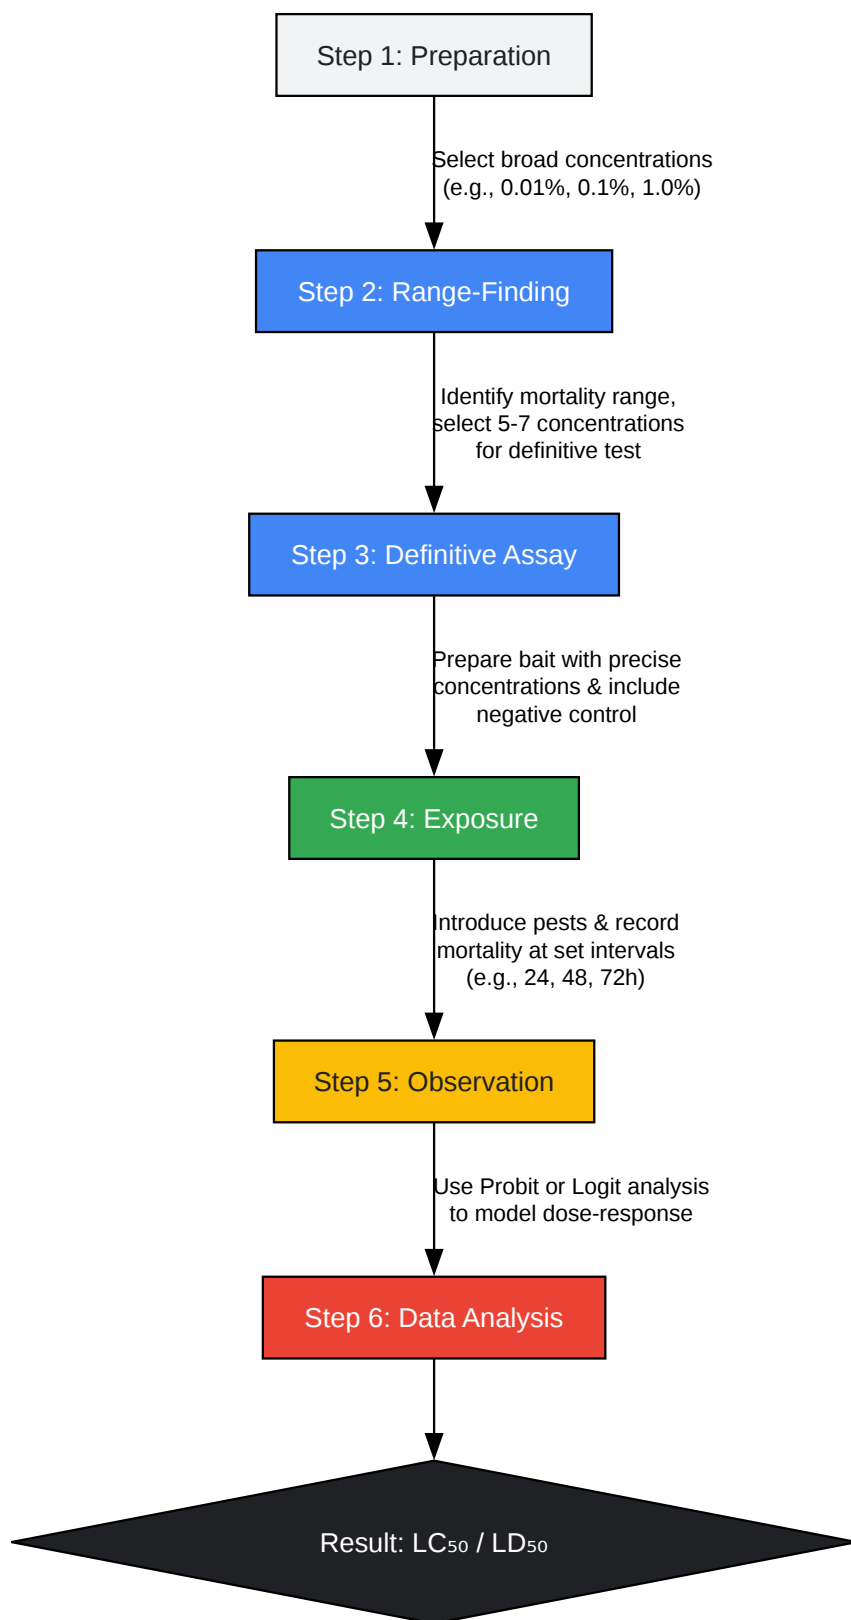 Step 1: Preparation
Select broad concentrations
(e.g., 0.01%, 0.1%, 1.0%)
Step 2: Range-Finding
Identify mortality range,
select 5-7 concentrations
for definitive test
Step 3: Definitive Assay
Prepare bait with precise
concentrations & include
negative control
Step 4: Exposure
Introduce pests & record
mortality at set intervals
(e.g., 24, 48, 72h)
Step 5: Observation
Use Probit or Logit analysis
to model dose-response
Step 6: Data Analysis
Result: LC₅₀ / LD₅₀